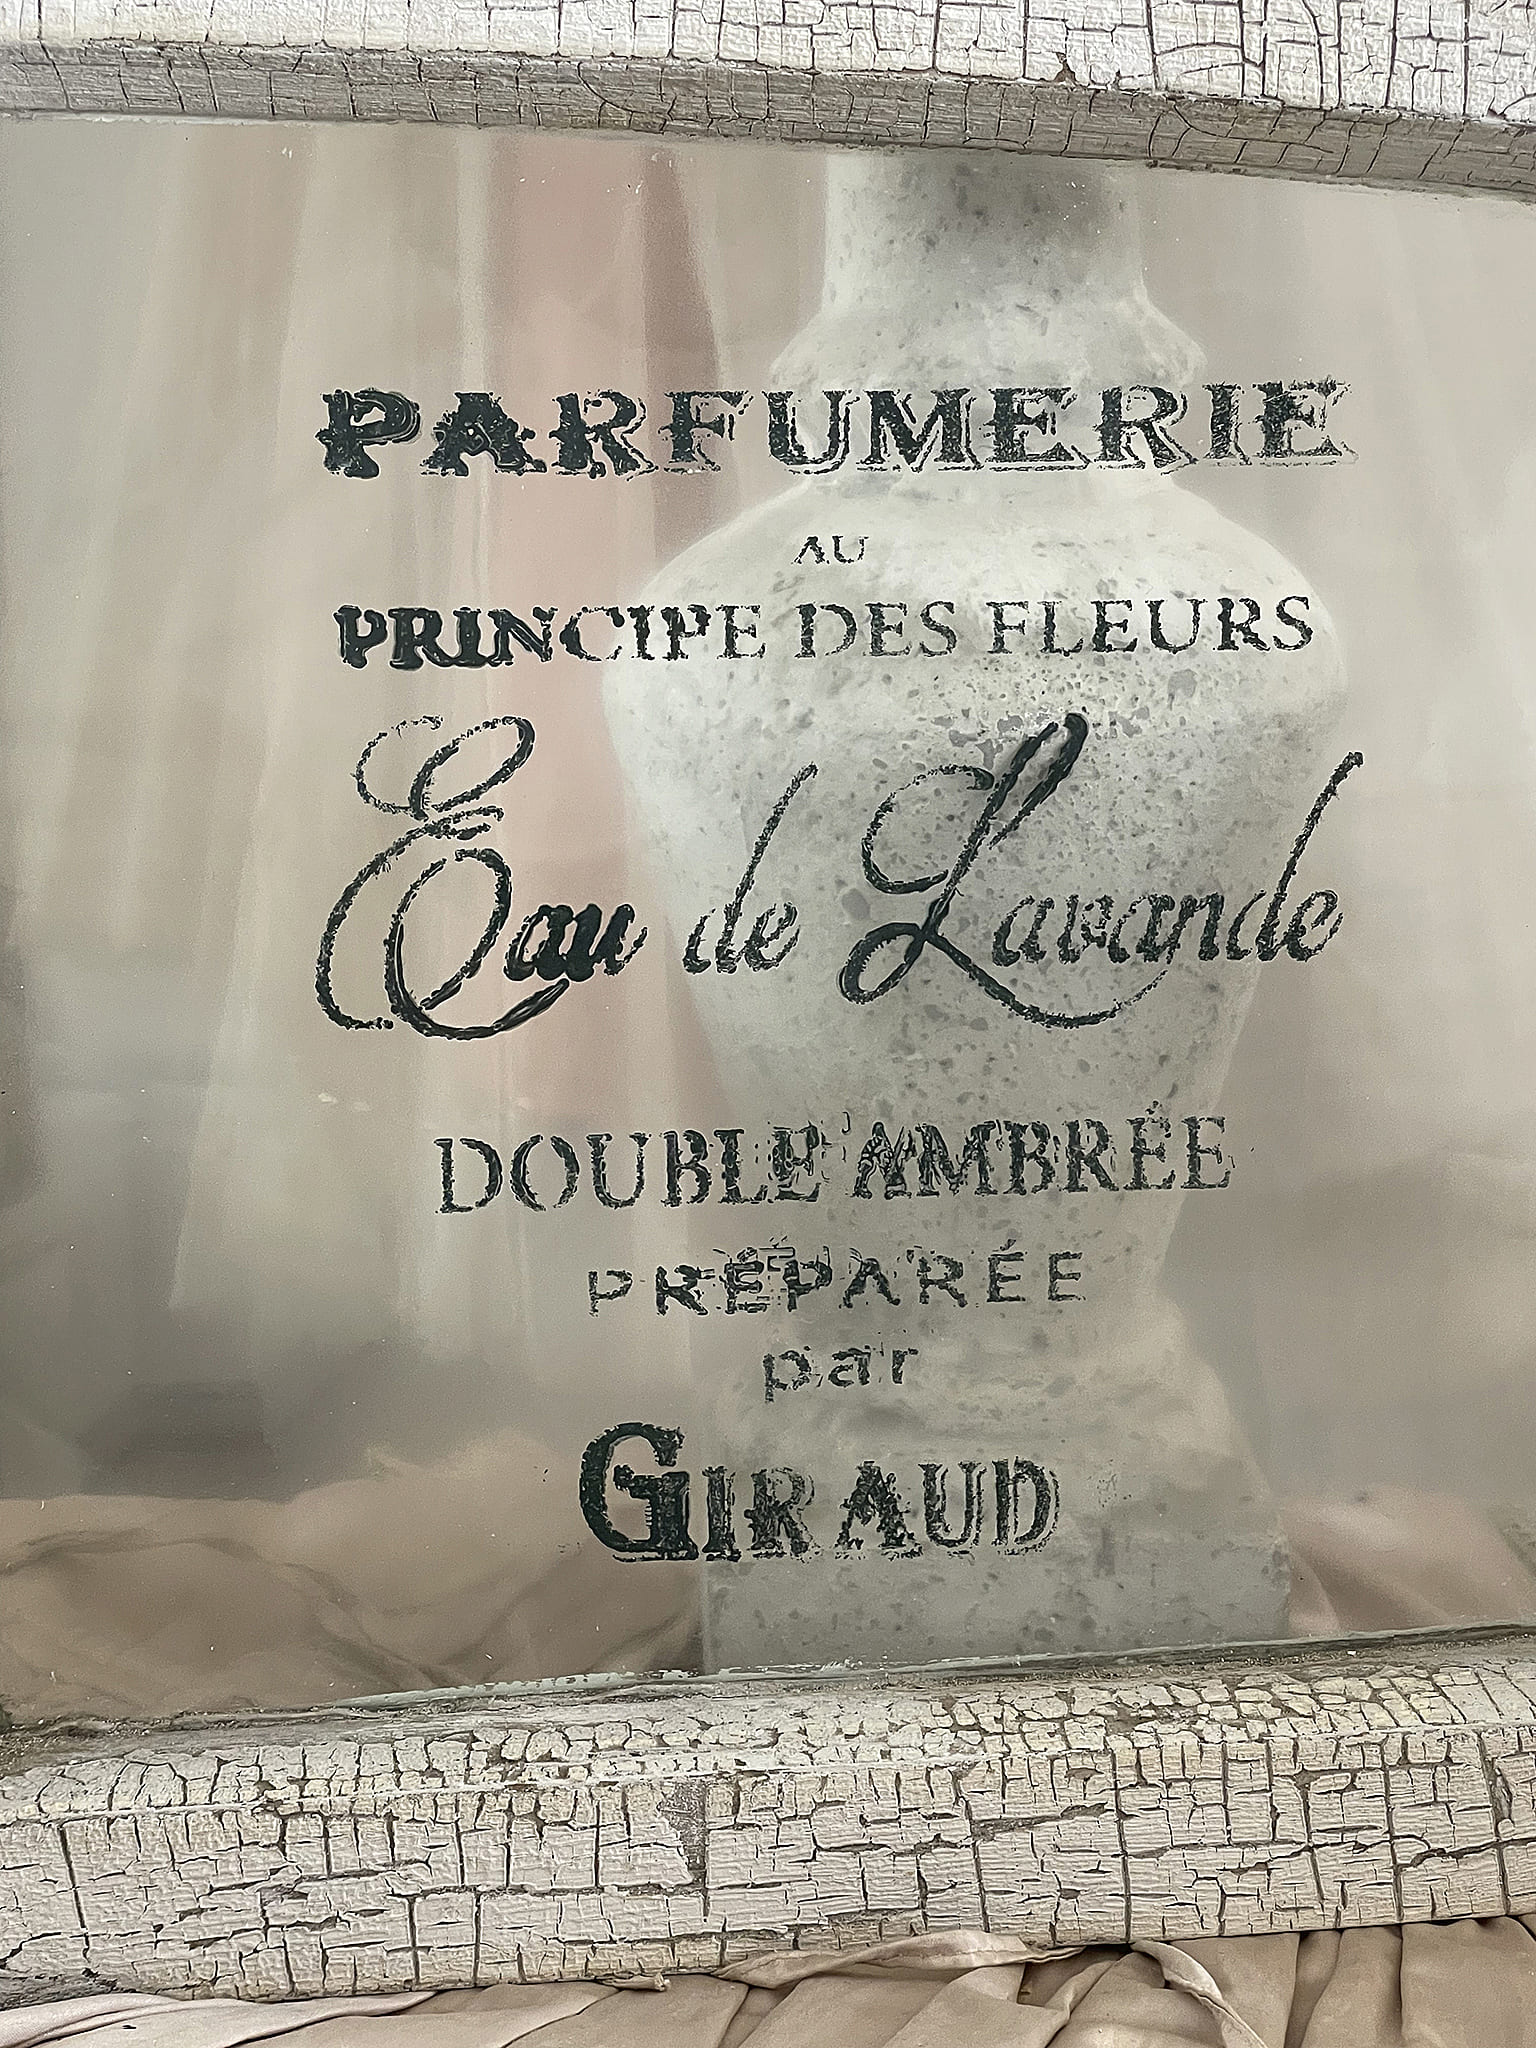 PARFUMERIE
AU
PRINCIPE DES FLEURS
Eau de Lavande
DOUBLE AMBRÉE
PRÉPARÉE
par
GIRAUD